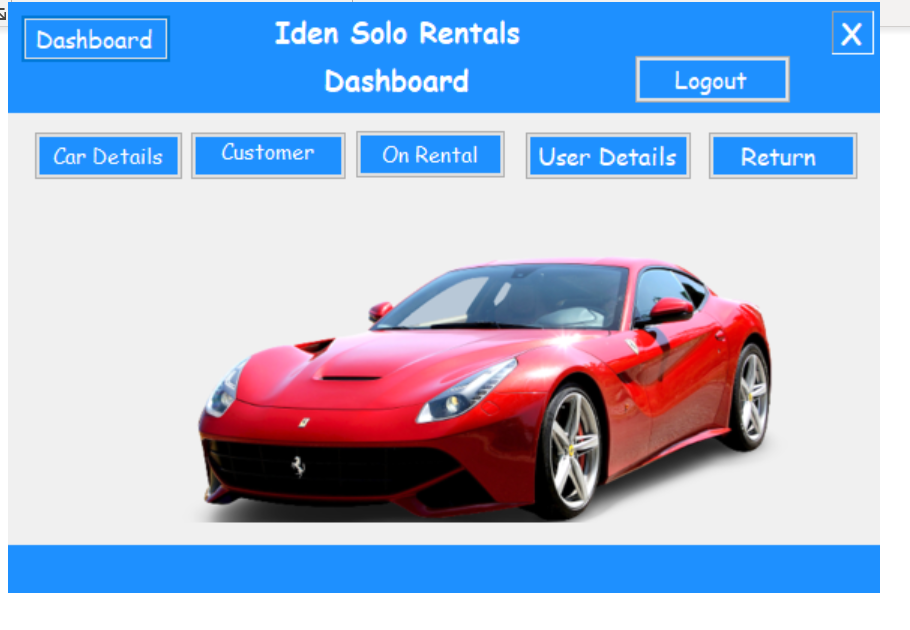 Dashboard
Iden Solo Rentals
X
Dashboard
Logout
Car Details
Customer
On Rental
User Details
Return